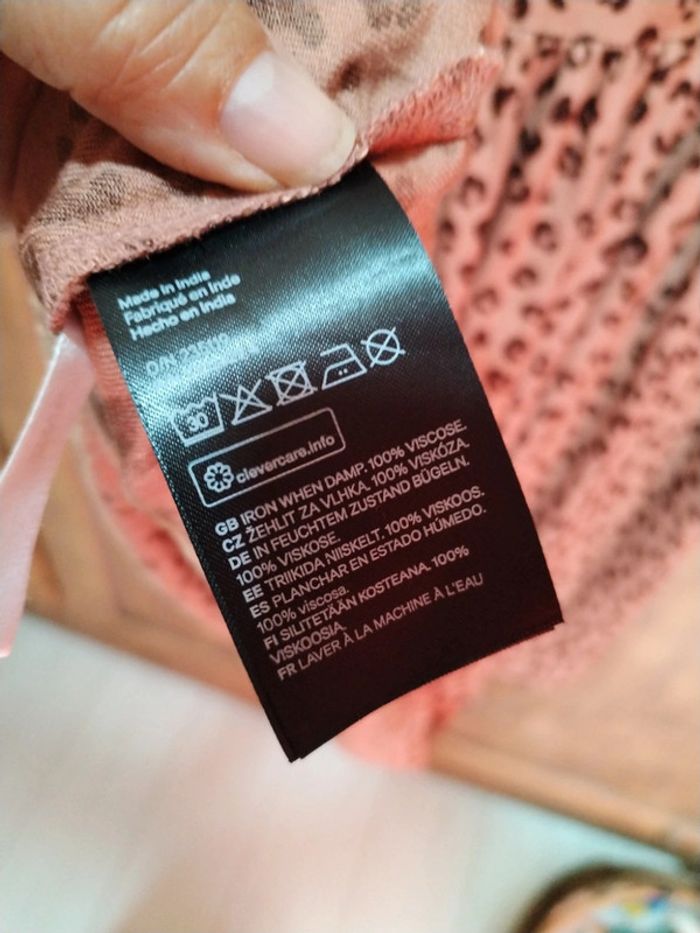 Made in India
Fabriqué en Inde
Hecho en India
30
clevercare.info
GB IRON WHEN DAMP. 100% VISCOSE.
CZ ŽEHLIT ZA VLHKA. 100% VISKÓZA.
DE IN FEUCHTEM ZUSTAND BÜGELN.
100% VISKOSE.
EE TRIIKIDA NIISKELT. 100% VISKOOS.
ES PLANCHAR EN ESTADO HÚMEDO.
100% viscosa.
FI SILITETÄÄN KOSTEANA. 100%
VISKOOSIA.
FR LAVER À LA MACHINE À L'EAU